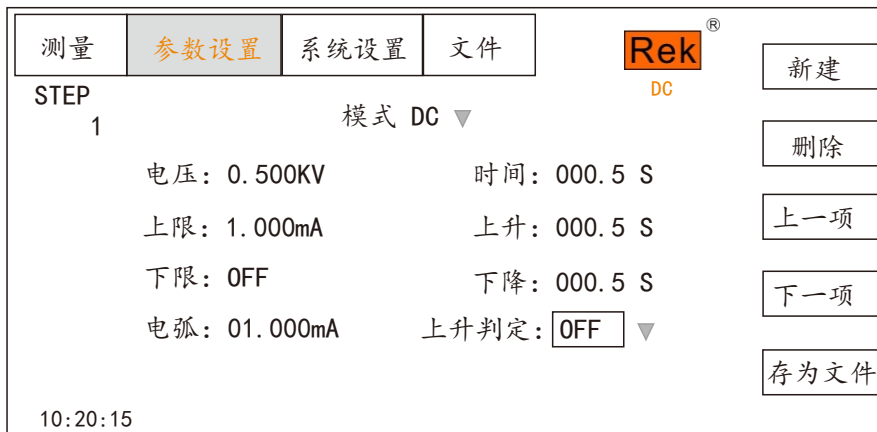 测量 参数设置 系统设置 文件 Rek ®
DC
新建
STEP
1
模式 DC ▼
删除
电压: 0.500KV 时间: 000.5 S
上限: 1.000mA 上升: 000.5 S
上一项
下限: OFF 下降: 000.5 S
下一项
电弧: 01.000mA 上升判定: OFF ▼
存为文件
10:20:15